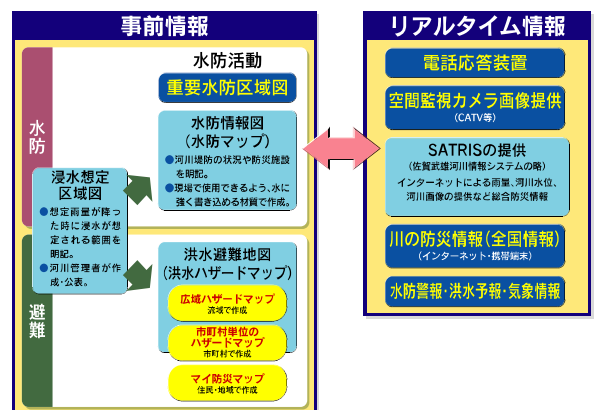 事前情報
水防
水防活動
重要水防区域図
水防情報図
(水防マップ)
●河川堤防の状況や防災施設
を明記。
●現場で使用できるよう、水に
強く書き込める材質で作成。
浸水想定
区域図
●想定雨量が降っ
た時に浸水が想
定される範囲を
明記。
●河川管理者が作
成・公表。
避難
洪水避難地図
(洪水ハザードマップ)
広域ハザードマップ
流域で作成
市町村単位の
ハザードマップ
市町村で作成
マイ防災マップ
住民・地域で作成
リアルタイム情報
電話応答装置
空間監視カメラ画像提供
(CATV等)
SATRISの提供
(佐賀武雄河川情報システムの略)
インターネットによる雨量、河川水位、
河川画像の提供など総合防災情報
川の防災情報(全国情報)
(インターネット・携帯端末)
水防警報・洪水予報・気象情報